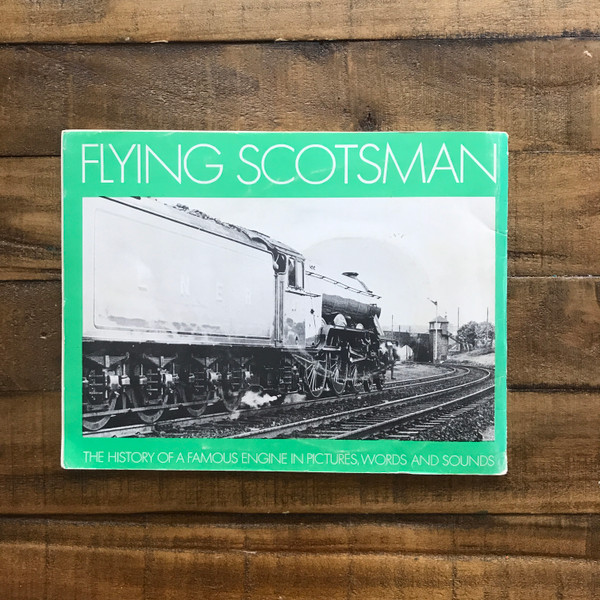 FLYING SCOTSMAN
L N E R
THE HISTORY OF A FAMOUS ENGINE IN PICTURES, WORDS AND SOUNDS